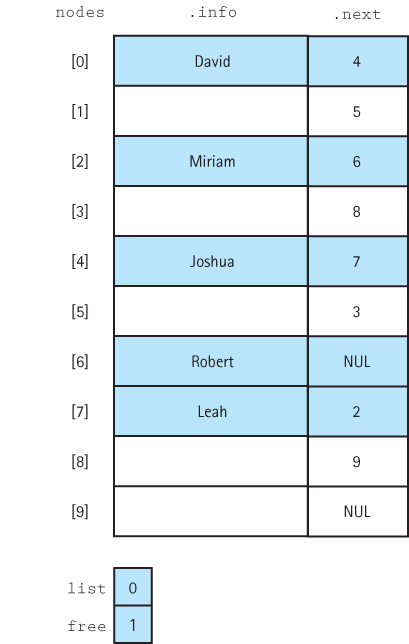 nodes .info .next
[0] David 4
[1] 5
[2] Miriam 6
[3] 8
[4] Joshua 7
[5] 3
[6] Robert NUL
[7] Leah 2
[8] 9
[9] NUL
list 0
free 1